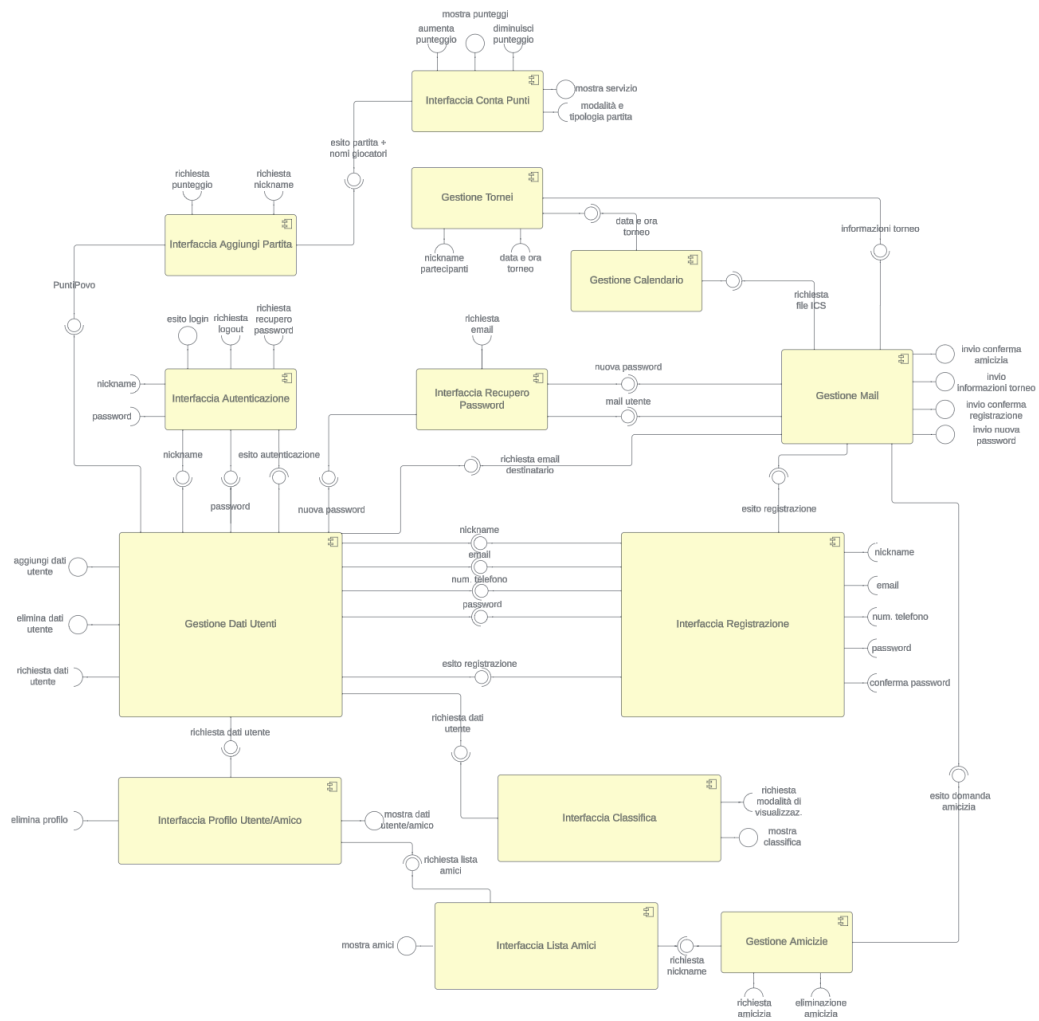 mostra punteggi
aumenta
punteggio
diminuisci
punteggio
Interfaccia Conta Punti
mostra servizio
modalità e
tipologia partita
esito partita +
nomi giocatori
richiesta
punteggio
richiesta
nickname
Gestione Tornei
Interfaccia Aggiungi Partita
data e ora
torneo
informazioni torneo
nickname
partecipanti
data e ora
torneo
Gestione Calendario
PuntiPovo
richiesta
file ICS
esito login
richiesta
logout
richiesta
recupero
password
richiesta
email
nickname
password
Interfaccia Autenticazione
Interfaccia Recupero
Password
nuova password
mail utente
Gestione Mail
invio conferma
amicizia
invio
informazioni torneo
invio conferma
registrazione
invio nuova
password
nickname
esito autenticazione
richiesta email
destinatario
password
nuova password
esito registrazione
aggiungi dati
utente
elimina dati
utente
richiesta dati
utente
Gestione Dati Utenti
nickname
email
num. telefono
password
esito registrazione
Interfaccia Registrazione
nickname
email
num. telefono
password
conferma password
richiesta dati utente
richiesta dati
utente
elimina profilo
Interfaccia Profilo Utente/Amico
mostra dati
utente/amico
Interfaccia Classifica
richiesta
modalità di
visualizzaz.
mostra
classifica
esito domanda
amicizia
richiesta lista
amici
mostra amici
Interfaccia Lista Amici
richiesta
nickname
Gestione Amicizie
richiesta
amicizia
eliminazione
amicizia